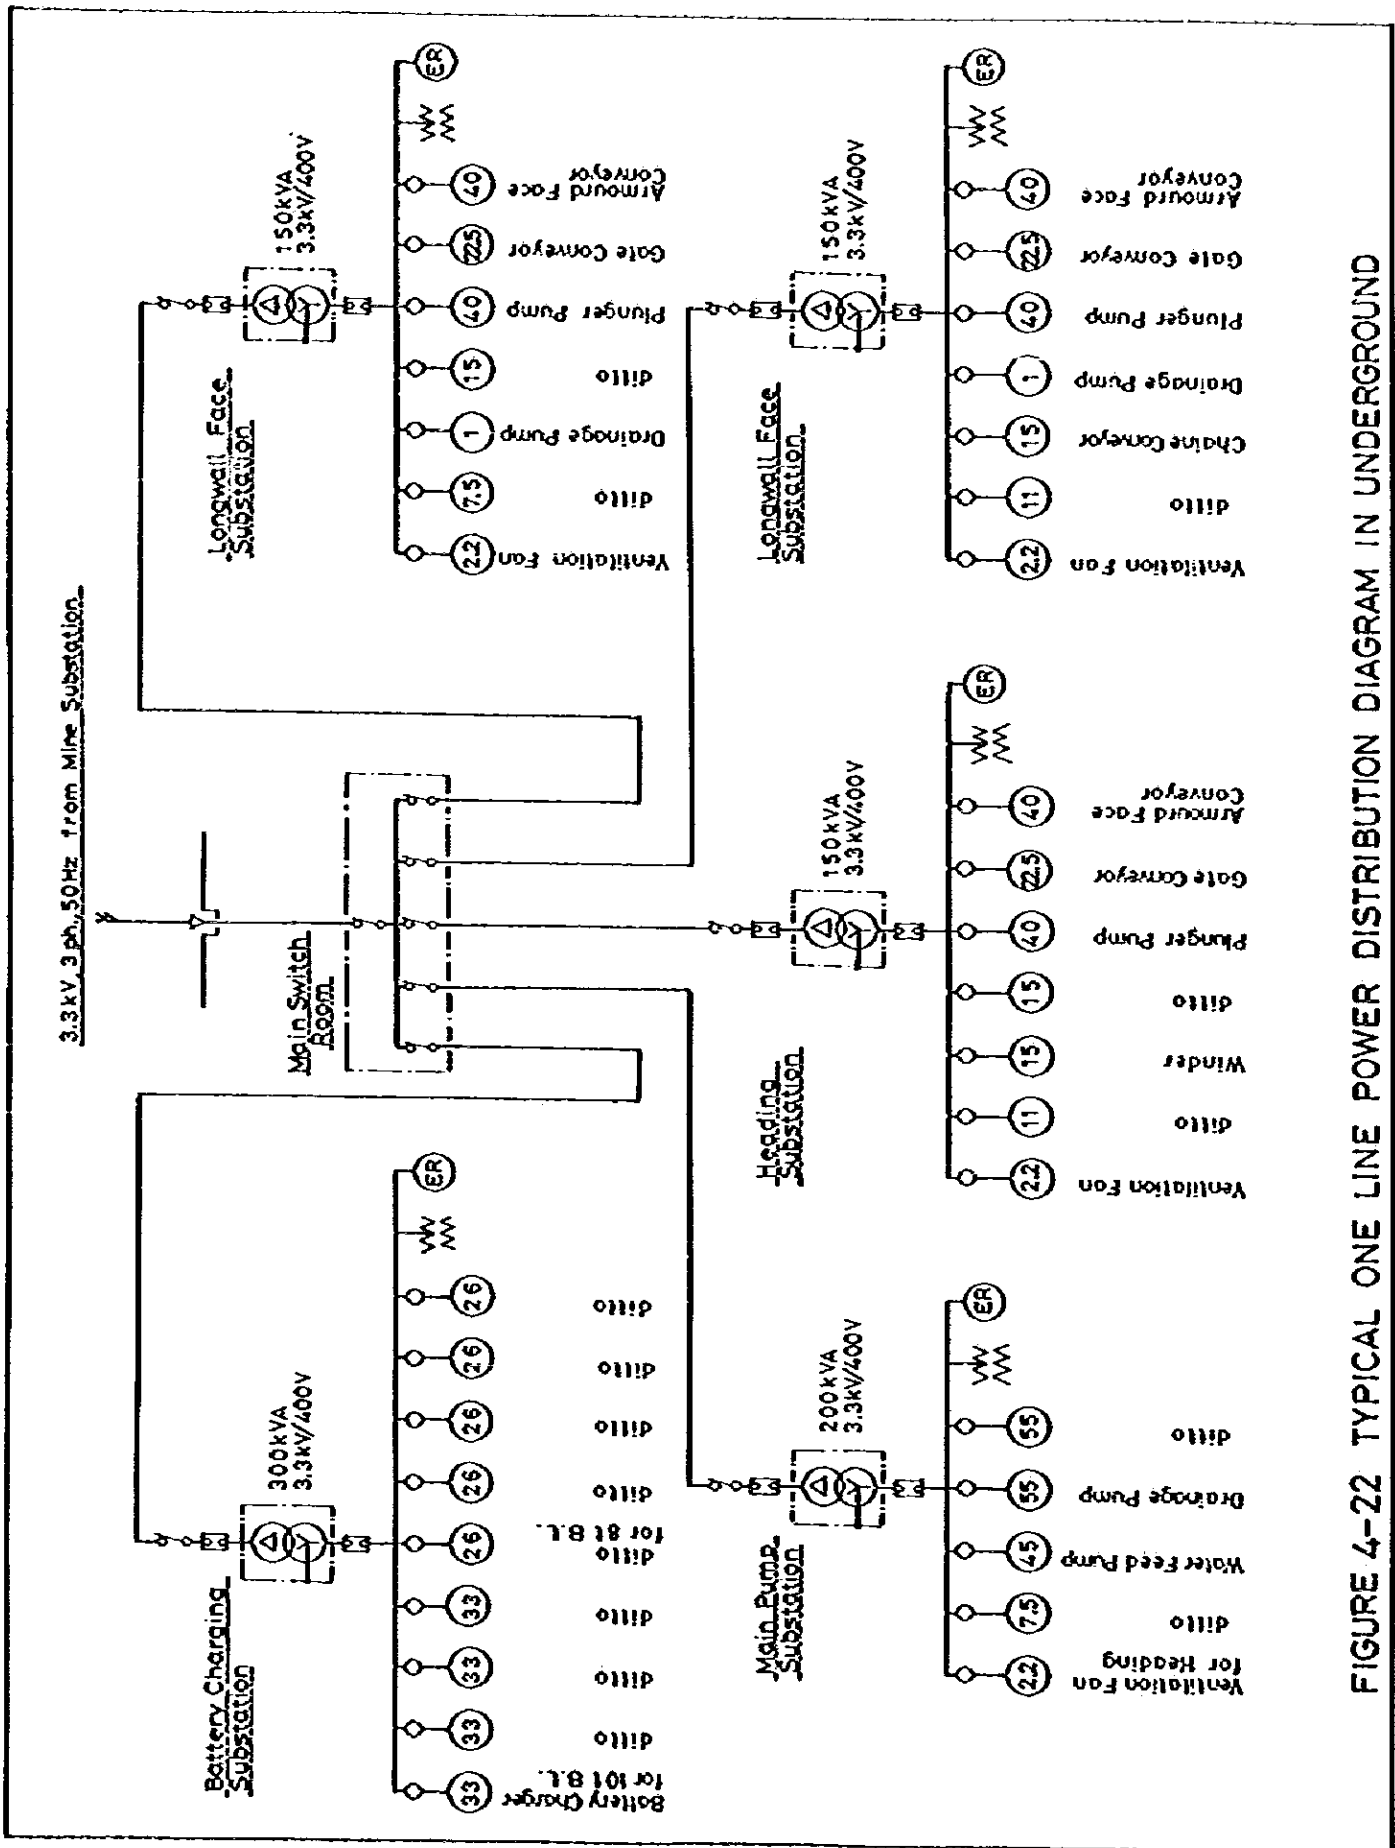 3.3kV, 3ph, 50Hz from Mine Substation
Main Switch
Room
Battery Charging
Substation
300kVA
3.3kV/400V
33
33
33
33
26
26
26
26
26
ER
Battery Charger
for 10t B.L.
ditto
ditto
ditto
ditto
for 8t B.L.
ditto
ditto
ditto
ditto
Longwall Face
Substation
150kVA
3.3kV/400V
2.2
7.5
1
15
40
22.5
40
ER
Ventilation Fan
ditto
Drainage Pump
ditto
Plunger Pump
Gate Conveyor
Armourd Face
Conveyor
Main Pump
Substation
200kVA
3.3kV/400V
2.2
7.5
45
55
55
ER
Ventilation Fan
for Heading
ditto
Water Feed Pump
Drainage Pump
ditto
Heading
Substation
150kVA
3.3kV/400V
2.2
11
15
15
40
22.5
40
ER
Ventilation Fan
ditto
Winder
ditto
Plunger Pump
Gate Conveyor
Armourd Face
Conveyor
Longwall Face
Substation
150kVA
3.3kV/400V
2.2
11
15
1
40
22.5
40
ER
Ventilation Fan
ditto
Chaine Conveyor
Drainage Pump
Plunger Pump
Gate Conveyor
Armourd Face
Conveyor
FIGURE 4-22 TYPICAL ONE LINE POWER DISTRIBUTION DIAGRAM IN UNDERGROUND